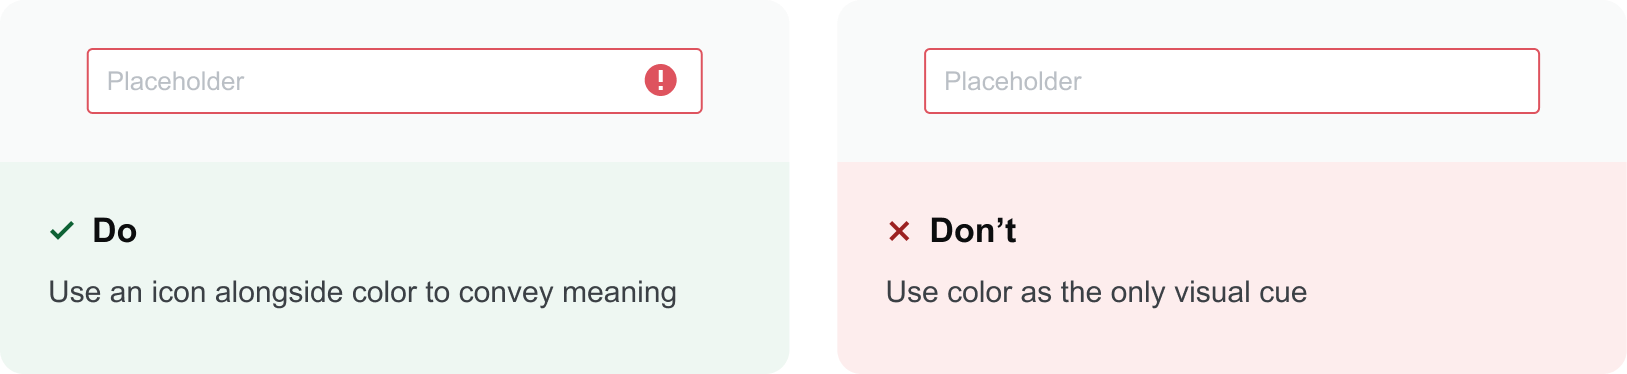 Placeholder
Do
Use an icon alongside color to convey meaning
Placeholder
Don’t
Use color as the only visual cue